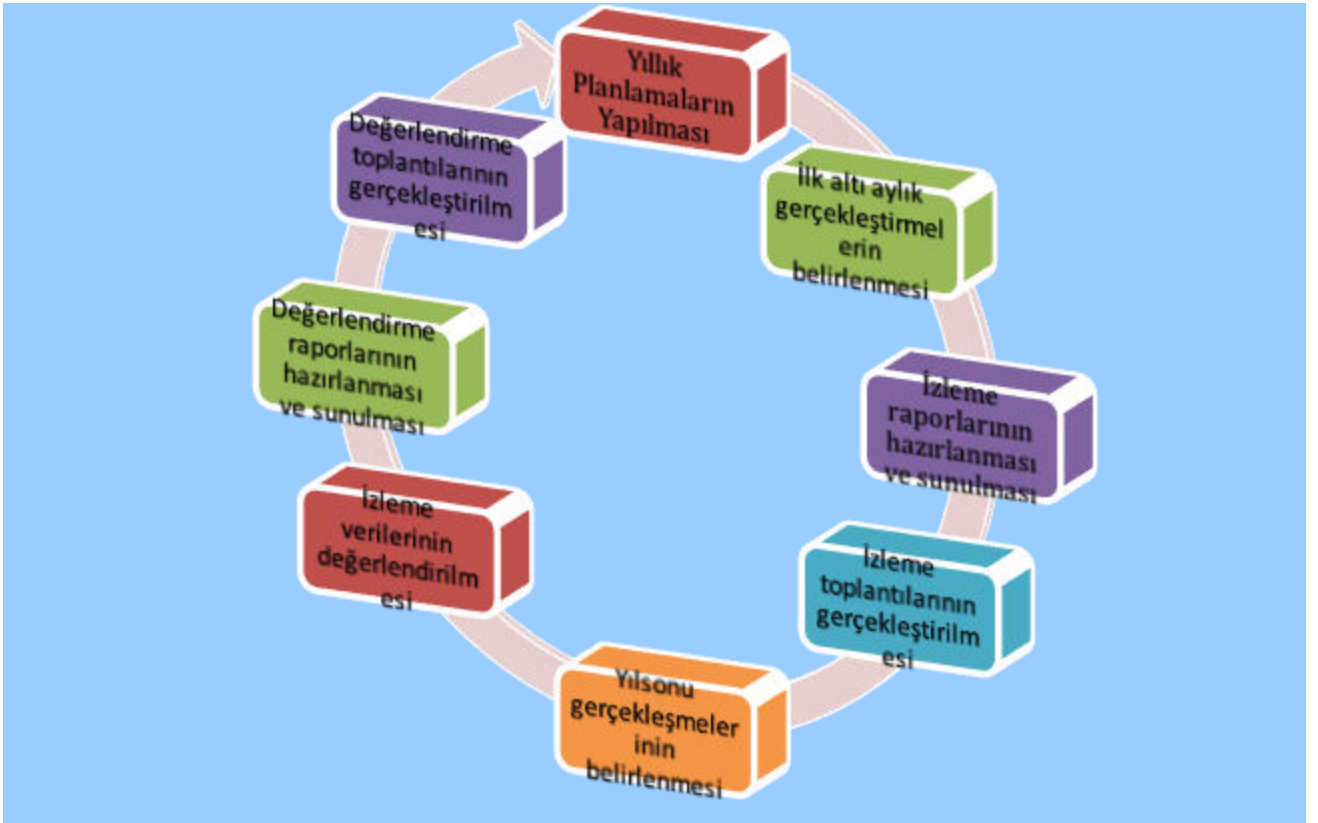 Yıllık
Planlamaların
Yapılması
İlk altı aylık
gerçekleştirmel
erin
belirlenmesi
İzleme
raporlarının
hazırlanması
ve sunulması
İzleme
toplantılarının
gerçekleştirilm
esi
Yılsonu
gerçekleşmeler
inin
belirlenmesi
İzleme
verilerinin
değerlendirilm
esi
Değerlendirme
raporlarının
hazırlanması
ve sunulması
Değerlendirme
toplantılarının
gerçekleştirilm
esi